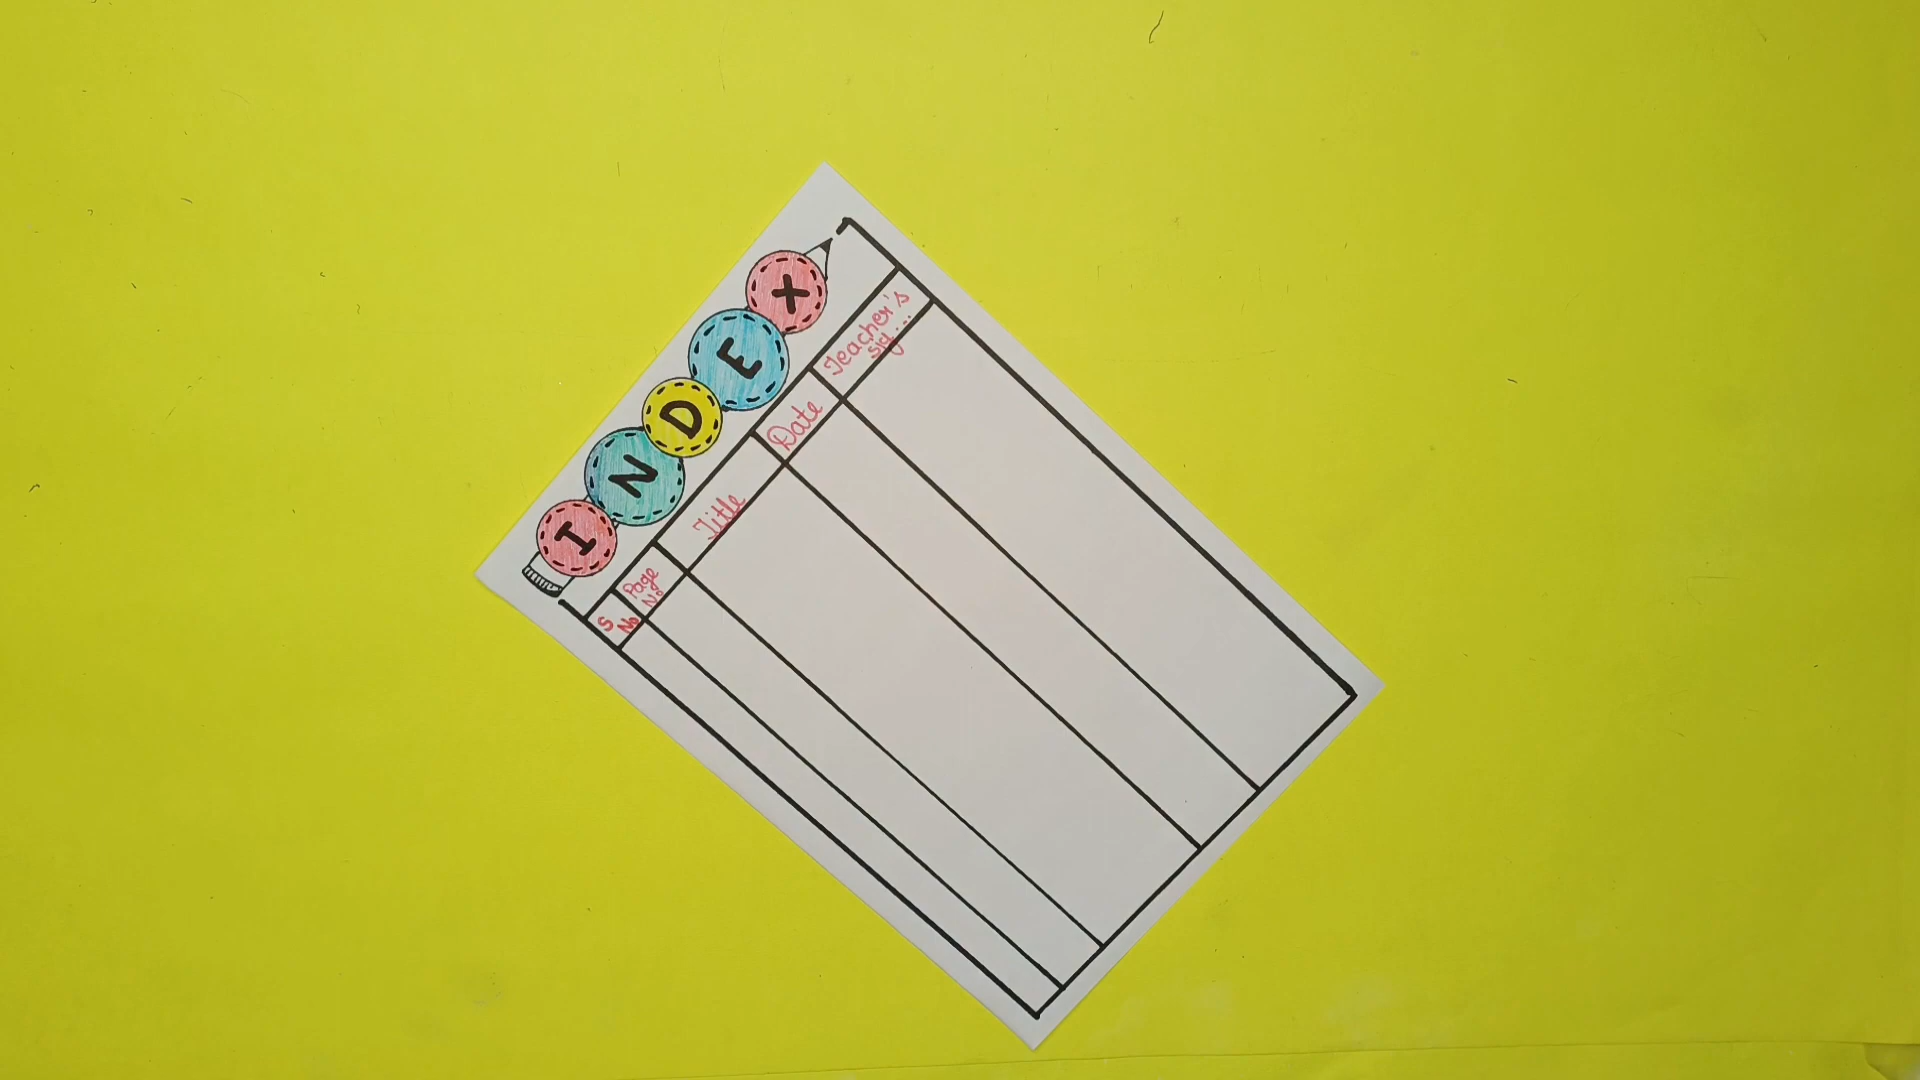 INDEX
S No
Page No
Title
Date
Teacher's sig...